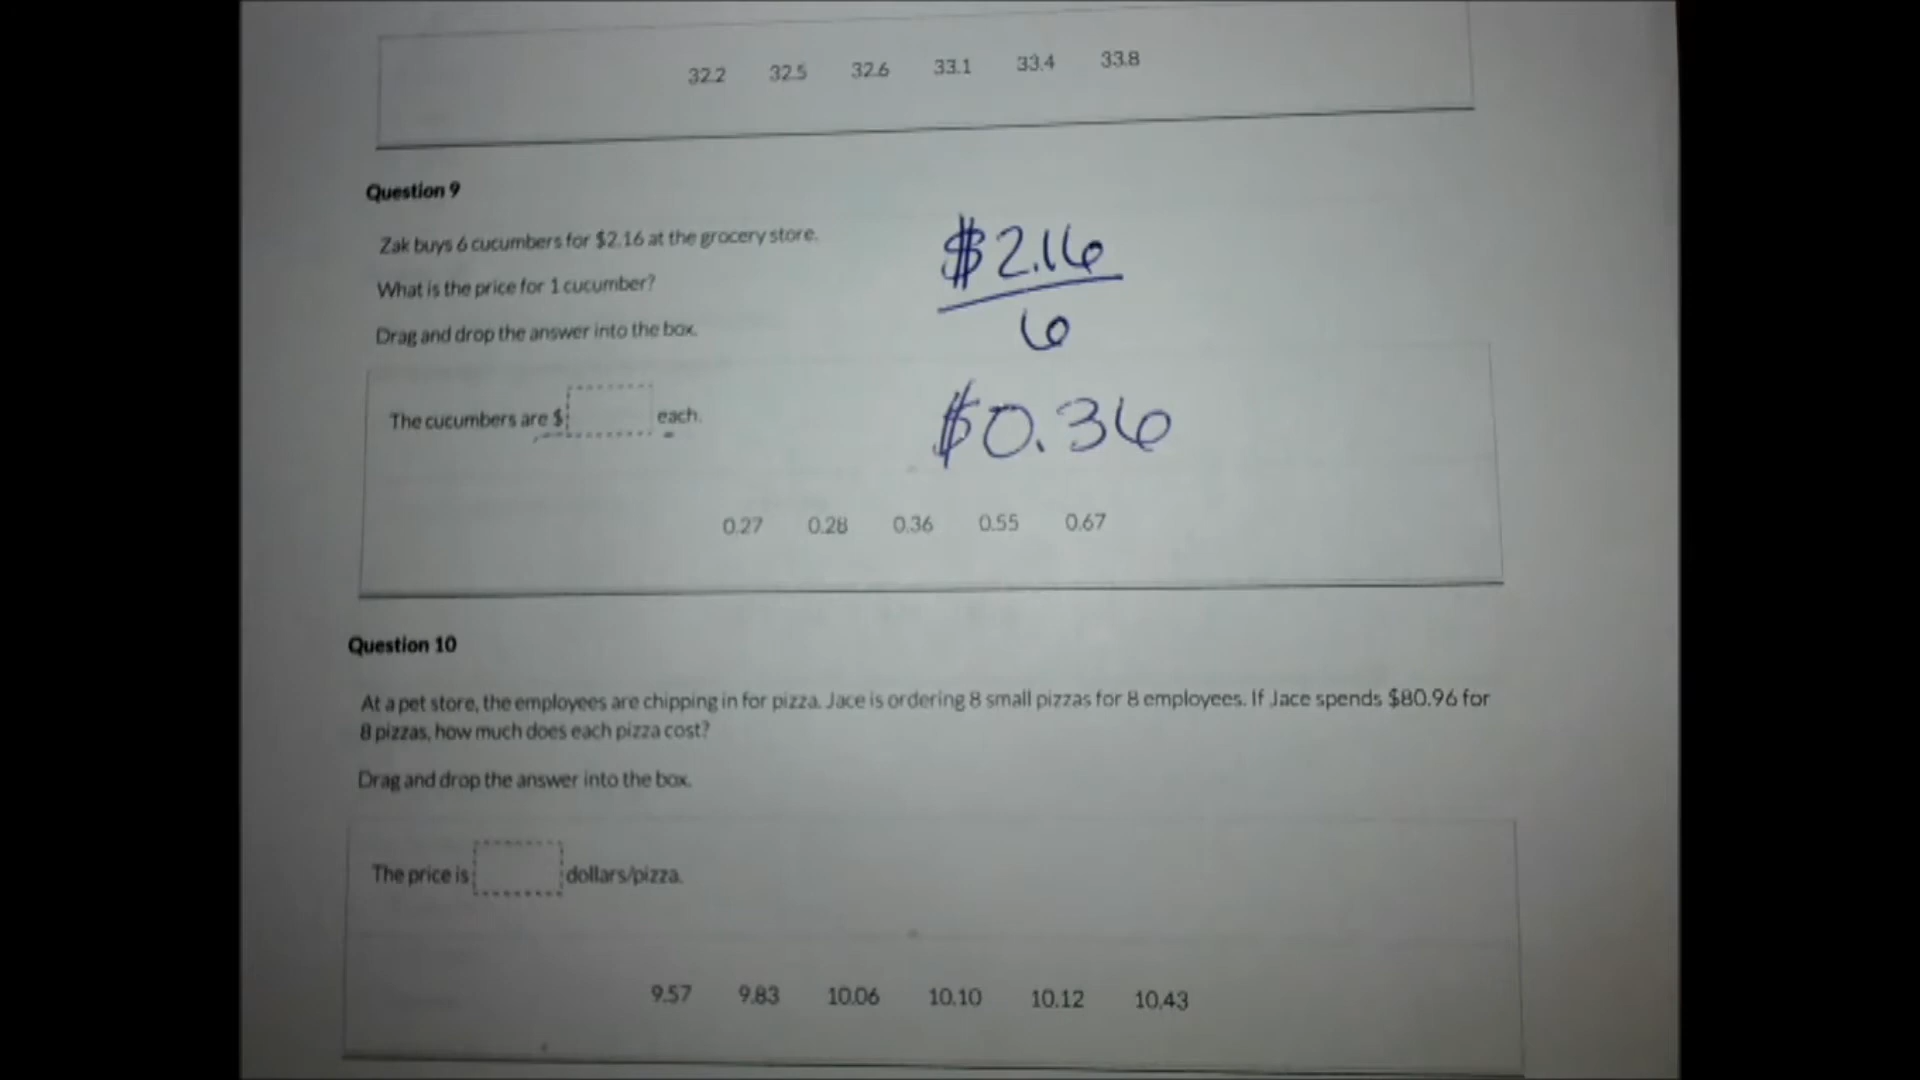 32.2 32.5 32.6 33.1 33.4 33.8
Question 9
Zak buys 6 cucumbers for $2.16 at the grocery store.
What is the price for 1 cucumber?
Drag and drop the answer into the box.
$2.16
6
The cucumbers are $ each.
$0.36
0.27 0.28 0.36 0.55 0.67
Question 10
At a pet store, the employees are chipping in for pizza. Jace is ordering 8 small pizzas for 8 employees. If Jace spends $80.96 for
8 pizzas, how much does each pizza cost?
Drag and drop the answer into the box.
The price is dollars/pizza.
9.57 9.83 10.06 10.10 10.12 10.43